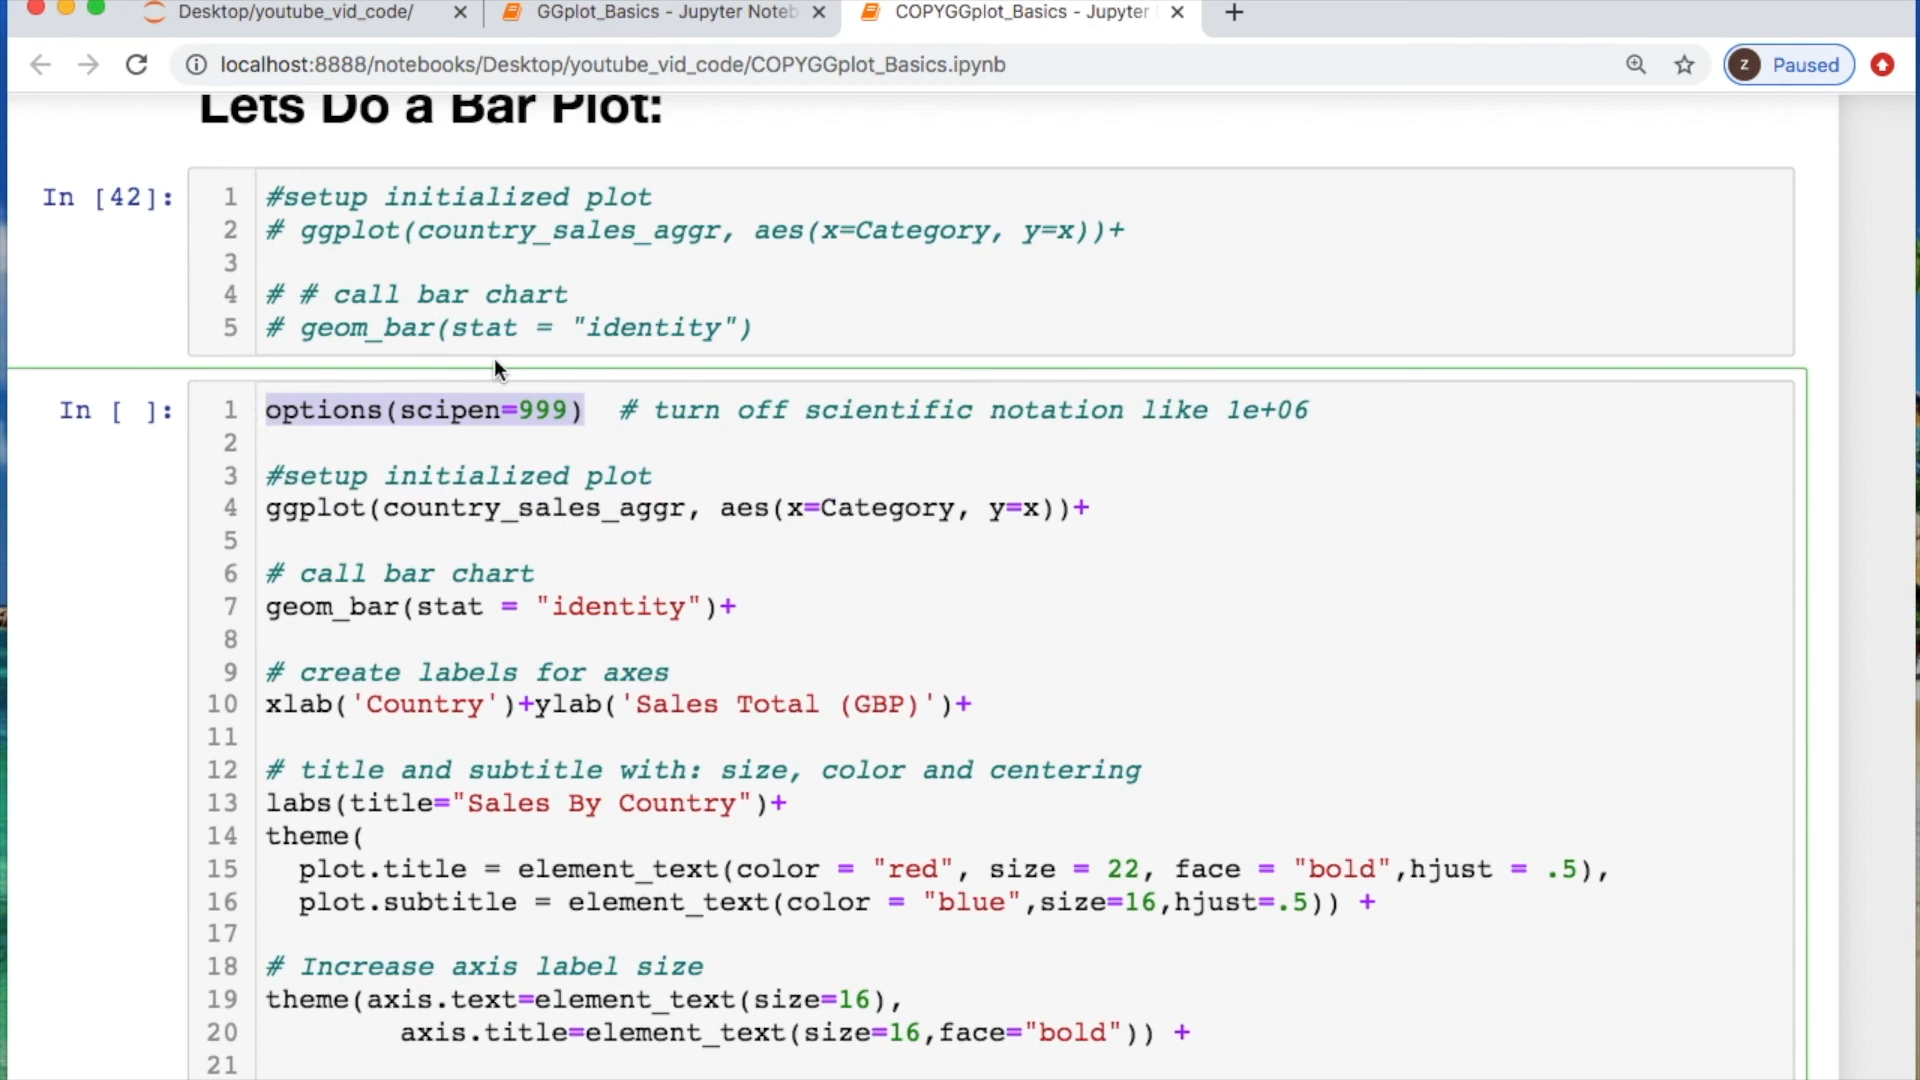 Desktop/youtube_vid_code/
GGplot_Basics - Jupyter Noteb
COPYGGplot_Basics - Jupyter
localhost:8888/notebooks/Desktop/youtube_vid_code/COPYGGplot_Basics.ipynb
z Paused
Lets Do a Bar Plot:
In [42]:
1 #setup initialized plot
2 # ggplot(country_sales_aggr, aes(x=Category, y=x))+
3
4 # # call bar chart
5 # geom_bar(stat = "identity")
In [ ]:
1 options(scipen=999)  # turn off scientific notation like 1e+06
2
3 #setup initialized plot
4 ggplot(country_sales_aggr, aes(x=Category, y=x))+
5
6 # call bar chart
7 geom_bar(stat = "identity")+
8
9 # create labels for axes
10 xlab('Country')+ylab('Sales Total (GBP)')+
11
12 # title and subtitle with: size, color and centering
13 labs(title="Sales By Country")+
14 theme(
15   plot.title = element_text(color = "red", size = 22, face = "bold",hjust = .5),
16   plot.subtitle = element_text(color = "blue",size=16,hjust=.5)) +
17
18 # Increase axis label size
19 theme(axis.text=element_text(size=16),
20         axis.title=element_text(size=16,face="bold")) +
21